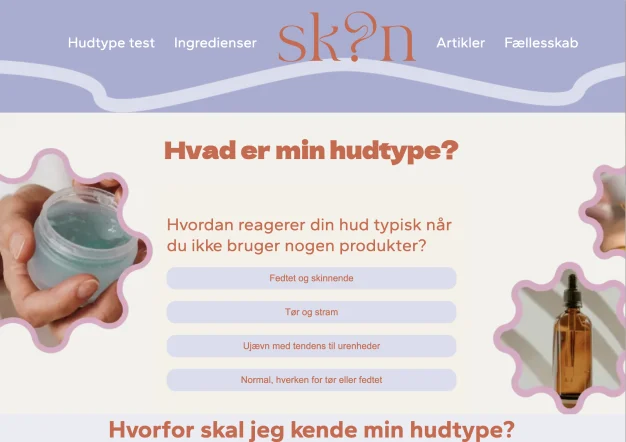 Hudtype test Ingredienser sk?n Artikler Fællesskab
Hvad er min hudtype?
Hvordan reagerer din hud typisk når
du ikke bruger nogen produkter?
Fedtet og skinnende
Tør og stram
Ujævn med tendens til urenheder
Normal, hverken for tør eller fedtet
Hvorfor skal jeg kende min hudtype?